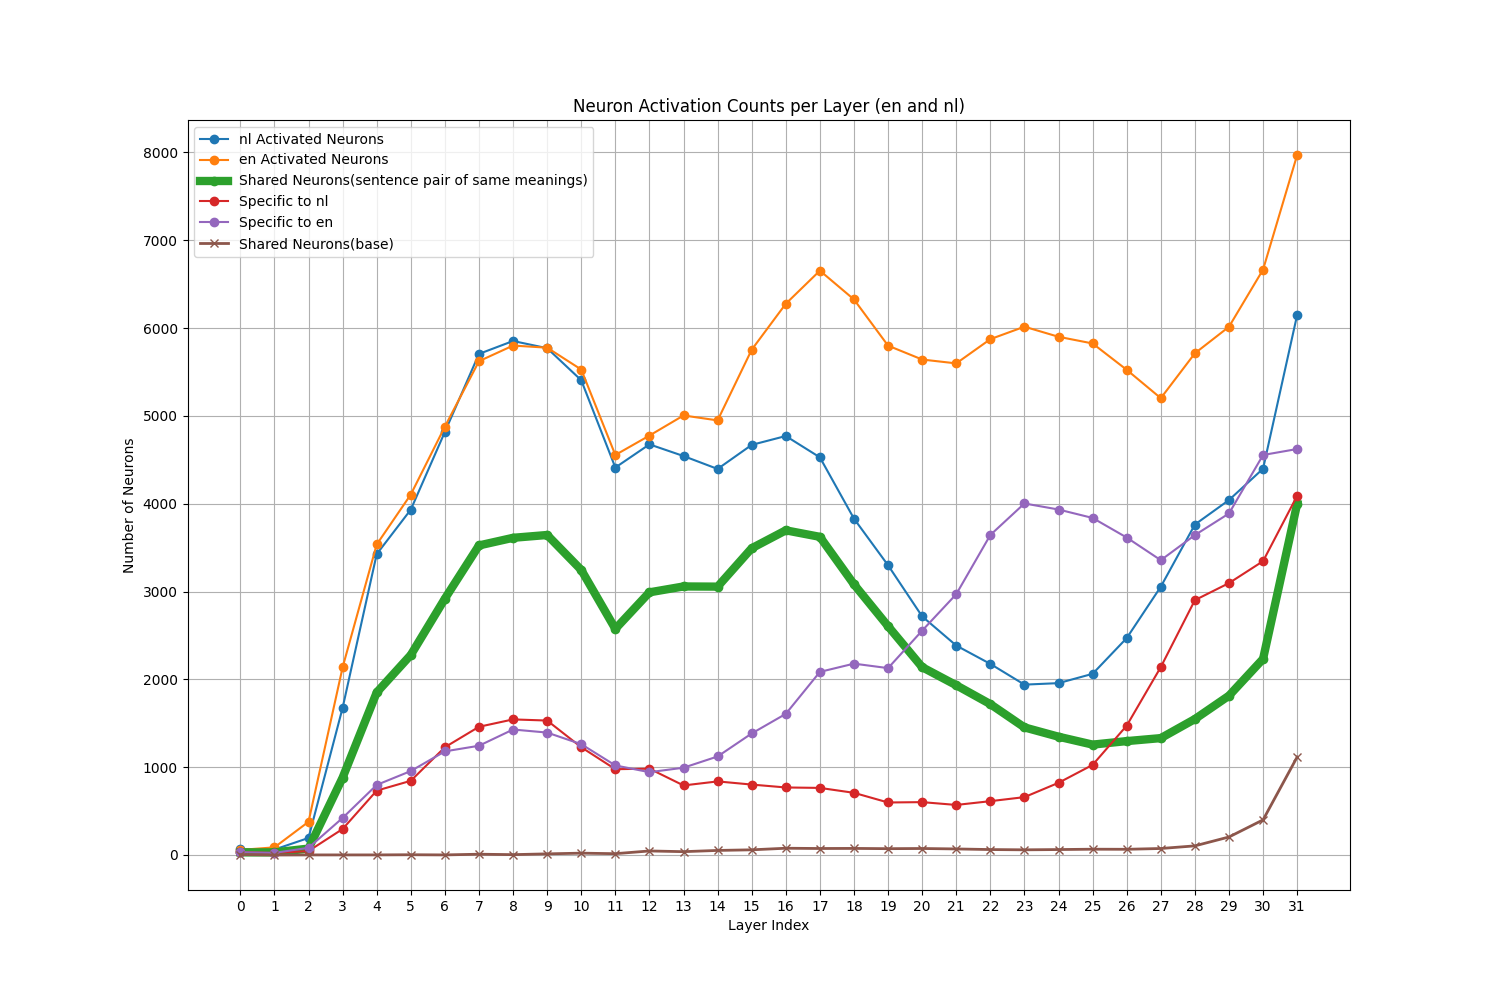 Neuron Activation Counts per Layer (en and nl)
nl Activated Neurons
en Activated Neurons
Shared Neurons(sentence pair of same meanings)
Specific to nl
Specific to en
Shared Neurons(base)
8000
7000
6000
5000
4000
3000
2000
1000
0
Number of Neurons
0 1 2 3 4 5 6 7 8 9 10 11 12 13 14 15 16 17 18 19 20 21 22 23 24 25 26 27 28 29 30 31
Layer Index